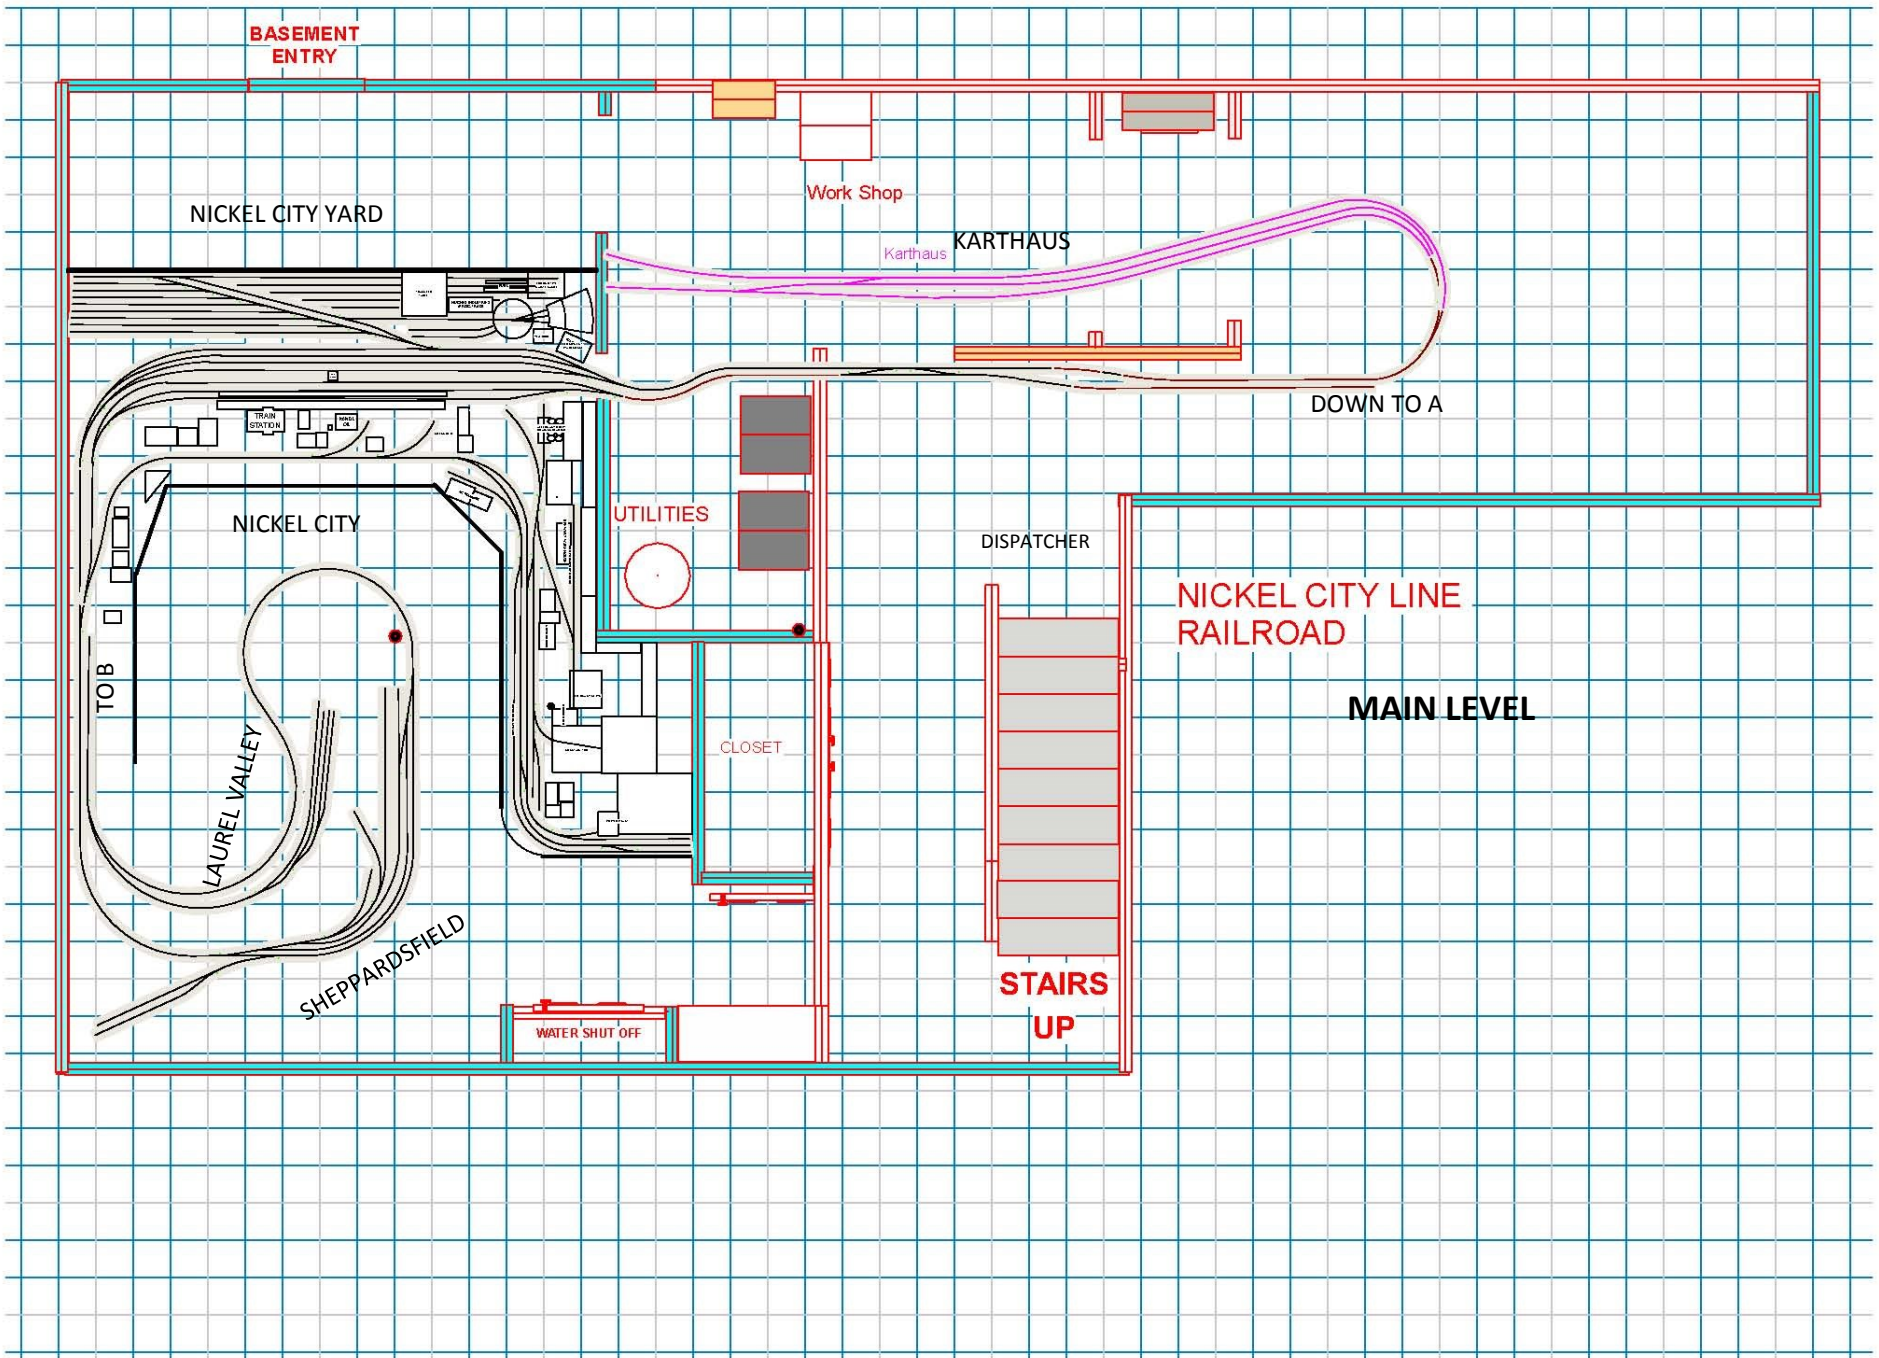 BASEMENT
ENTRY
Work Shop
NICKEL CITY YARD
KARTHAUS
Karthaus
DOWN TO A
TRAIN
STATION
OIL
NICKEL CITY
UTILITIES
DISPATCHER
NICKEL CITY LINE
RAILROAD
TO B
MAIN LEVEL
CLOSET
LAUREL VALLEY
SHEPPARDSFIELD
STAIRS
UP
WATER SHUT OFF